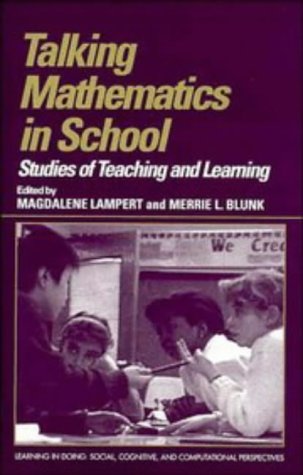 Talking
Mathematics
in School
Studies of Teaching and Learning
Edited by
MAGDALENE LAMPERT and MERRIE L. BLUNK
We Cre
LEARNING IN DOING: SOCIAL, COGNITIVE, AND COMPUTATIONAL PERSPECTIVES